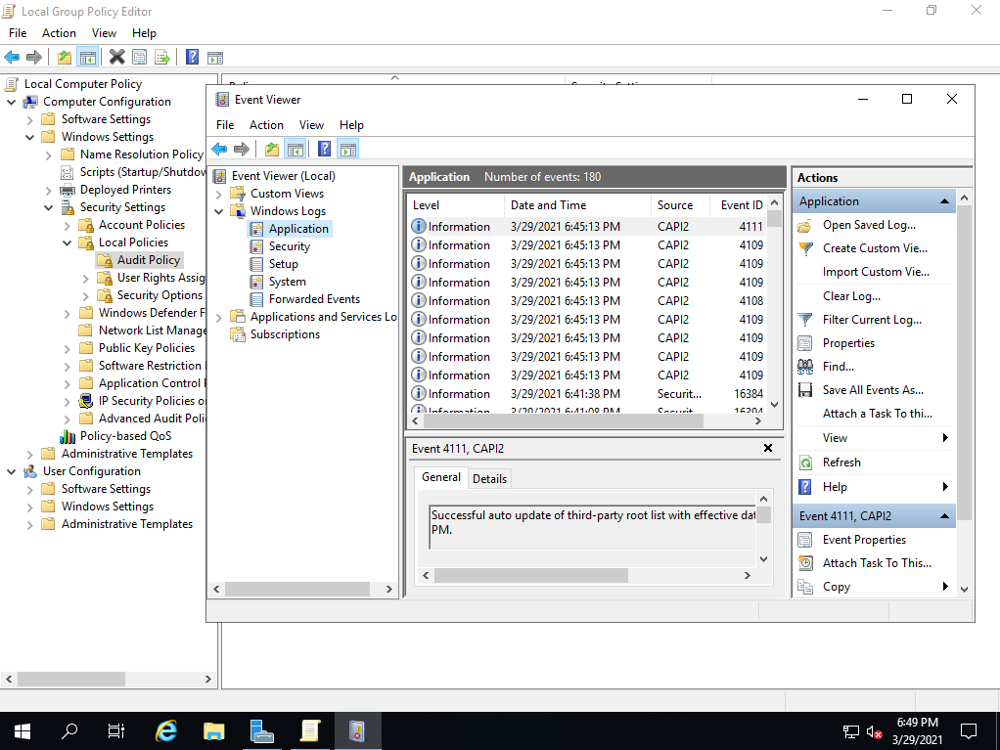 Local Group Policy Editor
File Action View Help
Local Computer Policy
Computer Configuration
Software Settings
Windows Settings
Name Resolution Policy
Scripts (Startup/Shutdow
Deployed Printers
Security Settings
Account Policies
Local Policies
Audit Policy
User Rights Assig
Security Options
Windows Defender F
Network List Manage
Public Key Policies
Software Restriction
Application Control
IP Security Policies o
Advanced Audit Poli
Policy-based QoS
Administrative Templates
User Configuration
Software Settings
Windows Settings
Administrative Templates
Event Viewer
File Action View Help
Event Viewer (Local)
Custom Views
Windows Logs
Application
Security
Setup
System
Forwarded Events
Applications and Services Lo
Subscriptions
Application Number of events: 180
Level Date and Time Source Event ID
Information 3/29/2021 6:45:13 PM CAPI2 4111
Information 3/29/2021 6:45:13 PM CAPI2 4109
Information 3/29/2021 6:45:13 PM CAPI2 4109
Information 3/29/2021 6:45:13 PM CAPI2 4109
Information 3/29/2021 6:45:13 PM CAPI2 4108
Information 3/29/2021 6:45:13 PM CAPI2 4109
Information 3/29/2021 6:45:13 PM CAPI2 4109
Information 3/29/2021 6:45:13 PM CAPI2 4109
Information 3/29/2021 6:45:13 PM CAPI2 4109
Information 3/29/2021 6:41:38 PM Securit... 16384
Information 3/29/2021 6:41:08 PM Securit 16394
Event 4111, CAPI2
General Details
Successful auto update of third-party root list with effective dat
PM.
Actions
Application
Open Saved Log...
Create Custom Vie...
Import Custom Vie...
Clear Log...
Filter Current Log...
Properties
Find...
Save All Events As...
Attach a Task To thi...
View
Refresh
Help
Event 4111, CAPI2
Event Properties
Attach Task To This...
Copy
6:49 PM
3/29/2021